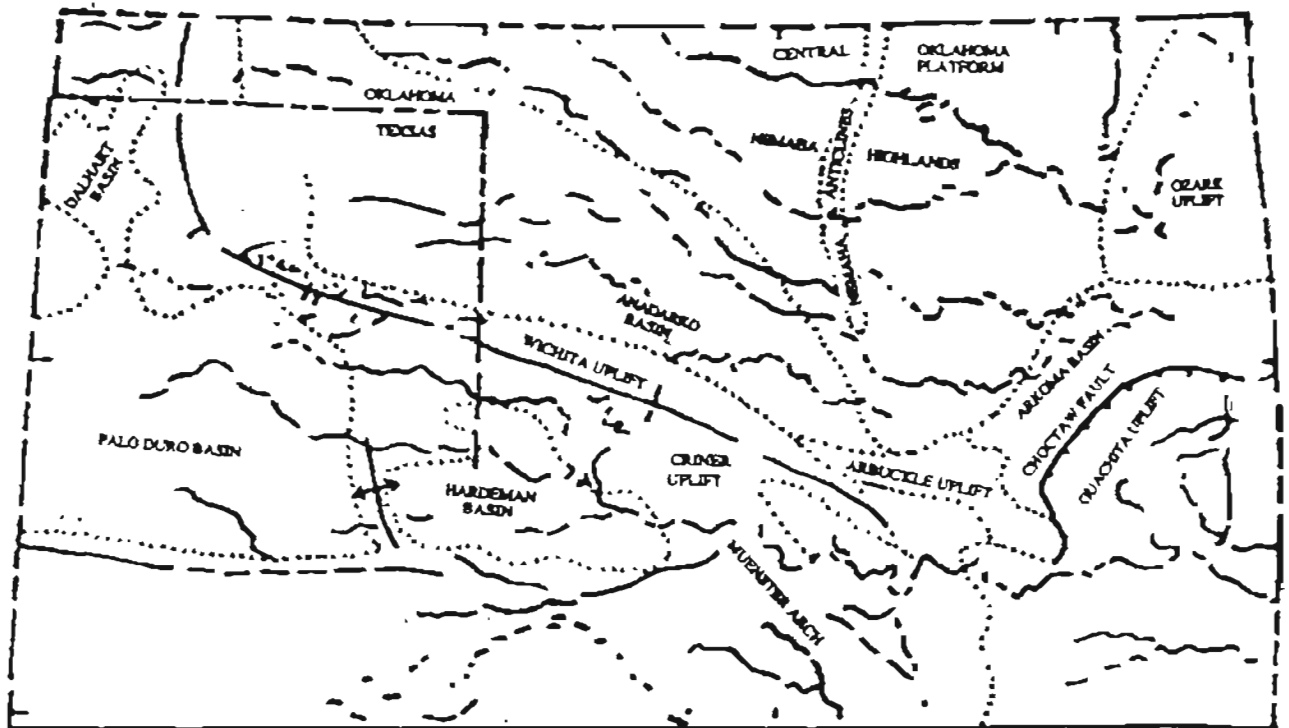 CENTRAL
OKLAHOMA
PLATFORM
OKLAHOMA
TEXAS
DALHART
BASIN
NEMAHA
ANTICLINES
HIGHLANDS
NEMAHA
OZARK
UPLIFT
ANADARKO
BASIN
WICHITA UPLIFT
ARKOMA BASIN
CHOCTAW FAULT
OUACHITA UPLIFT
PALO DURO BASIN
HARDEMAN
BASIN
CRINER
UPLIFT
ARBUCKLE UPLIFT
MUENSTER ARCH